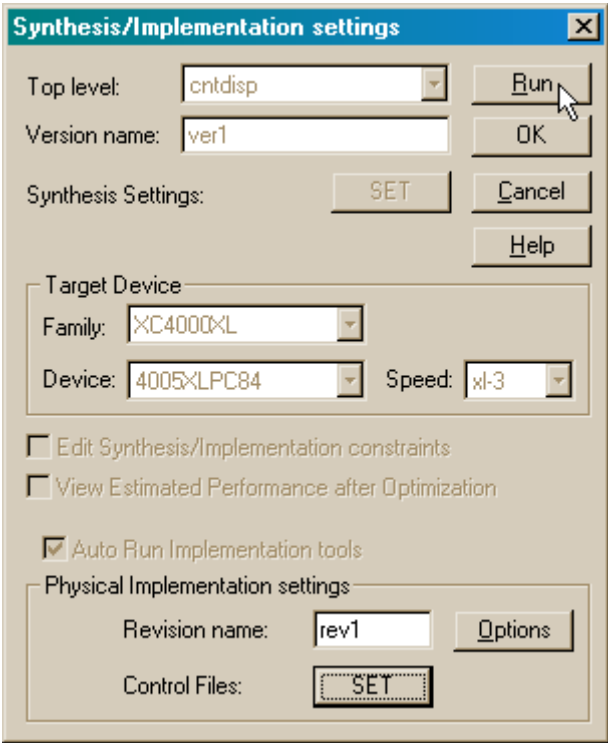 Synthesis/Implementation settings
Top level: cntdisp Run
Version name: ver1 OK
Synthesis Settings: SET Cancel
Help
Target Device
Family: XC4000XL
Device: 4005XLPC84 Speed: xl-3
Edit Synthesis/Implementation constraints
View Estimated Performance after Optimization
Auto Run Implementation tools
Physical Implementation settings
Revision name: rev1 Options
Control Files: SET